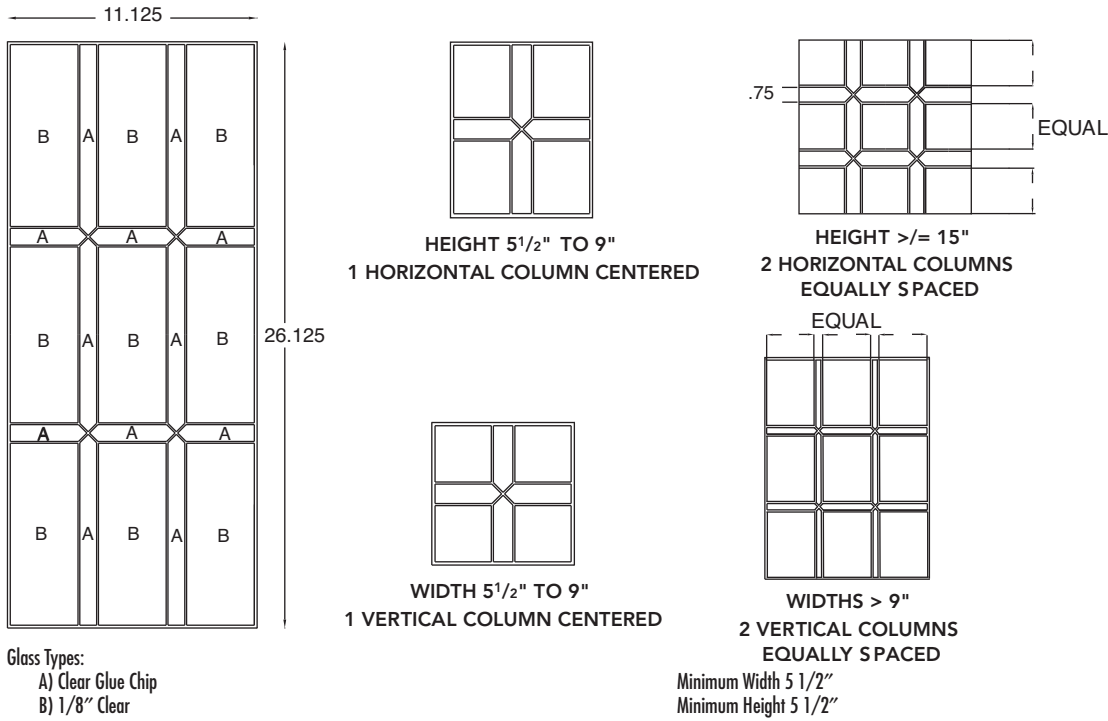 11.125
B A B A B
A A A
B A B A B
26.125
A A A
B A B A B
Glass Types:
A) Clear Glue Chip
B) 1/8″ Clear
HEIGHT 5 1/2" TO 9"
1 HORIZONTAL COLUMN CENTERED
.75
EQUAL
HEIGHT >/= 15"
2 HORIZONTAL COLUMNS
EQUALLY SPACED
WIDTH 5 1/2" TO 9"
1 VERTICAL COLUMN CENTERED
EQUAL
WIDTHS > 9"
2 VERTICAL COLUMNS
EQUALLY SPACED
Minimum Width 5 1/2″
Minimum Height 5 1/2″